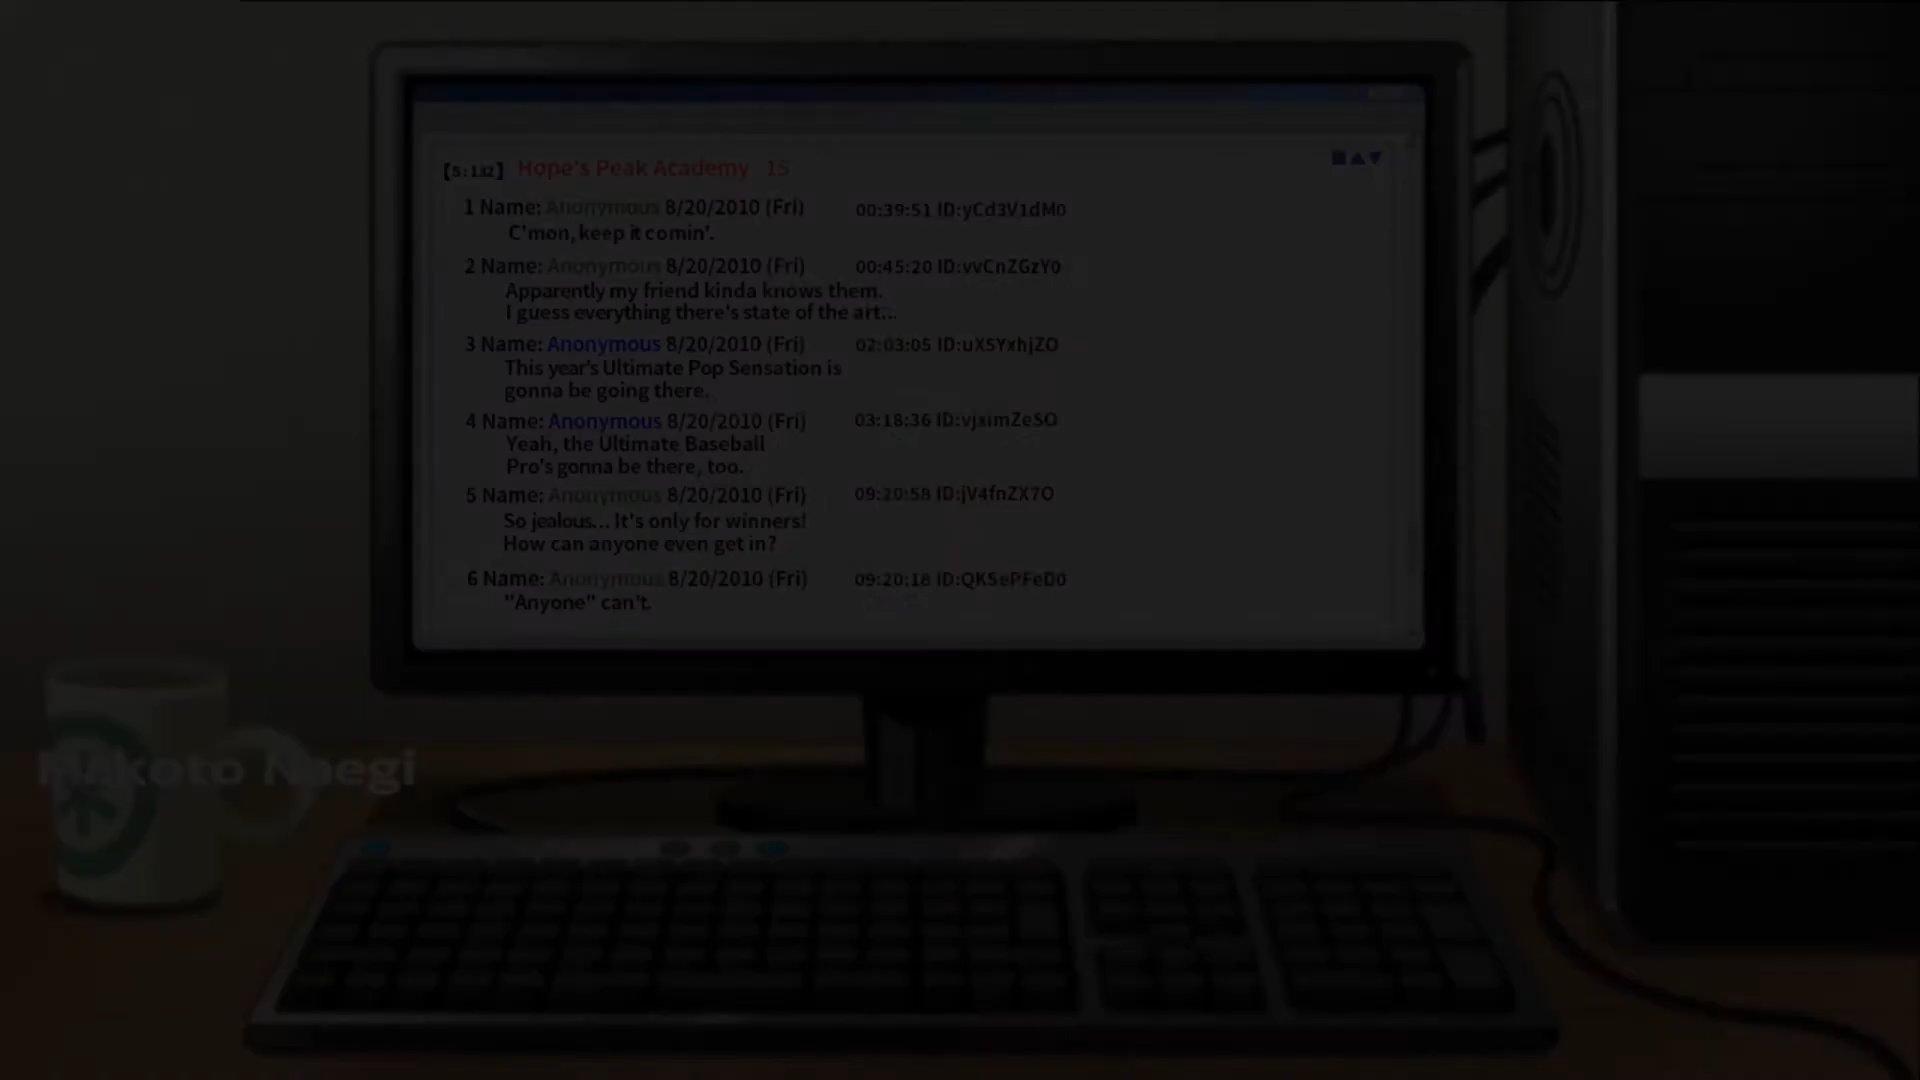 【5:132】 Hope's Peak Academy 15
1 Name: Anonymous 8/20/2010 (Fri) 00:39:51 ID:yCd3V1dM0
C'mon, keep it comin'.
2 Name: Anonymous 8/20/2010 (Fri) 00:45:20 ID:vvCnZGzY0
Apparently my friend kinda knows them.
I guess everything there's state of the art...
3 Name: Anonymous 8/20/2010 (Fri) 02:03:05 ID:uX5YxhjZO
This year's Ultimate Pop Sensation is
gonna be going there.
4 Name: Anonymous 8/20/2010 (Fri) 03:18:36 ID:vjximZeSO
Yeah, the Ultimate Baseball
Pro's gonna be there, too.
5 Name: Anonymous 8/20/2010 (Fri) 09:20:58 ID:jV4fnZX7O
So jealous... It's only for winners!
How can anyone even get in?
6 Name: Anonymous 8/20/2010 (Fri) 09:20:18 ID:QKSePFeD0
"Anyone" can't.
Makoto Naegi